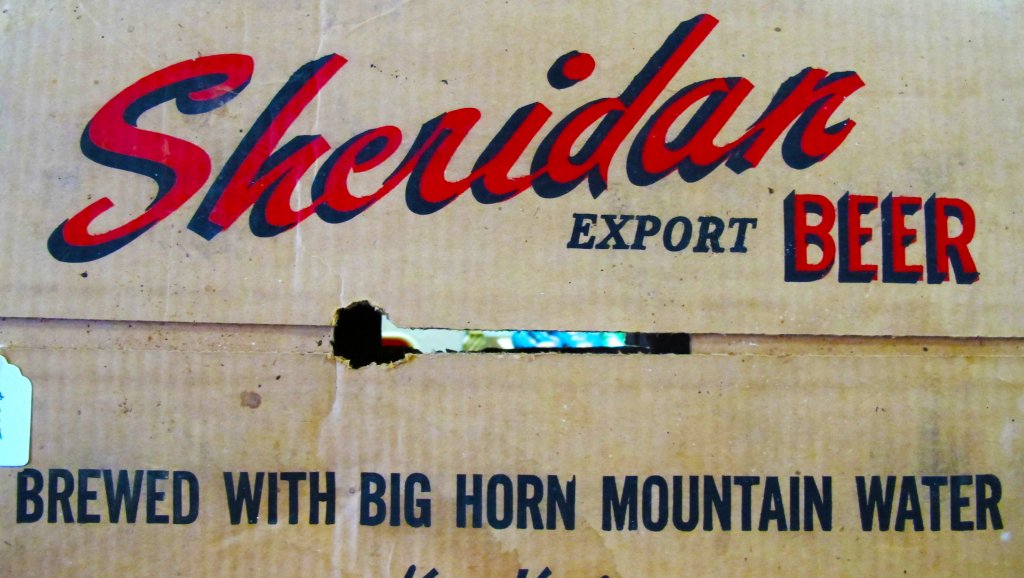 Sheridan
EXPORT BEER
BREWED WITH BIG HORN MOUNTAIN WATER